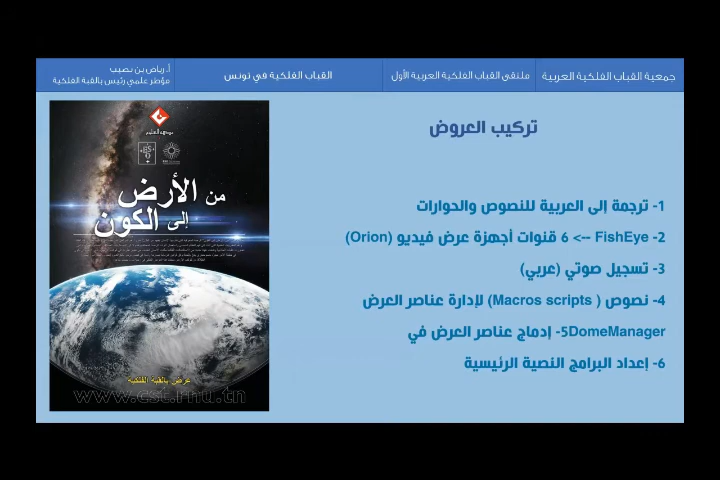 جمعية القباب الفلكية العربية
ملتقى القباب الفلكية العربية الأول
القباب الفلكية في تونس
أ. رياض بن نصيب
مؤطر علمي رئيس بالقبة الفلكية
تركيب العروض
1- ترجمة إلى العربية للنصوص والحوارات
2- FishEye --> 6 قنوات أجهزة عرض فيديو (Orion)
3- تسجيل صوتي (عربي)
4- نصوص ( Macros scripts) لإدارة عناصر العرض
5DomeManager- إدماج عناصر العرض في
6- إعداد البرامج النصية الرئيسية
مدينة العلوم
من الأرض
إلى الكون
عرض بالقبة الفلكية
www.cst.rnu.tn